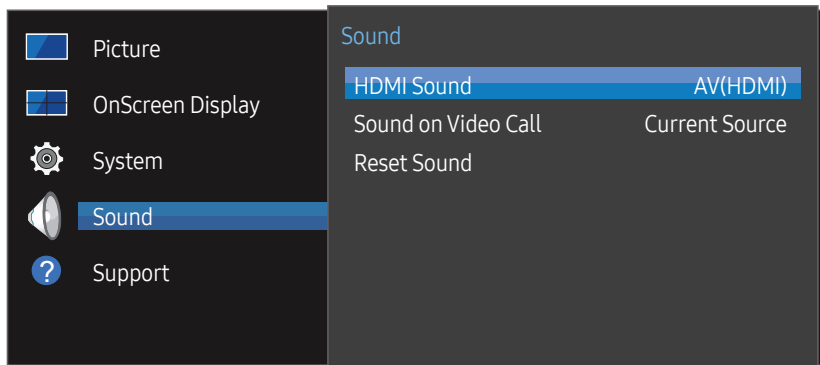 Picture
OnScreen Display
System
Sound
?
Support
Sound
HDMI Sound AV(HDMI)
Sound on Video Call Current Source
Reset Sound